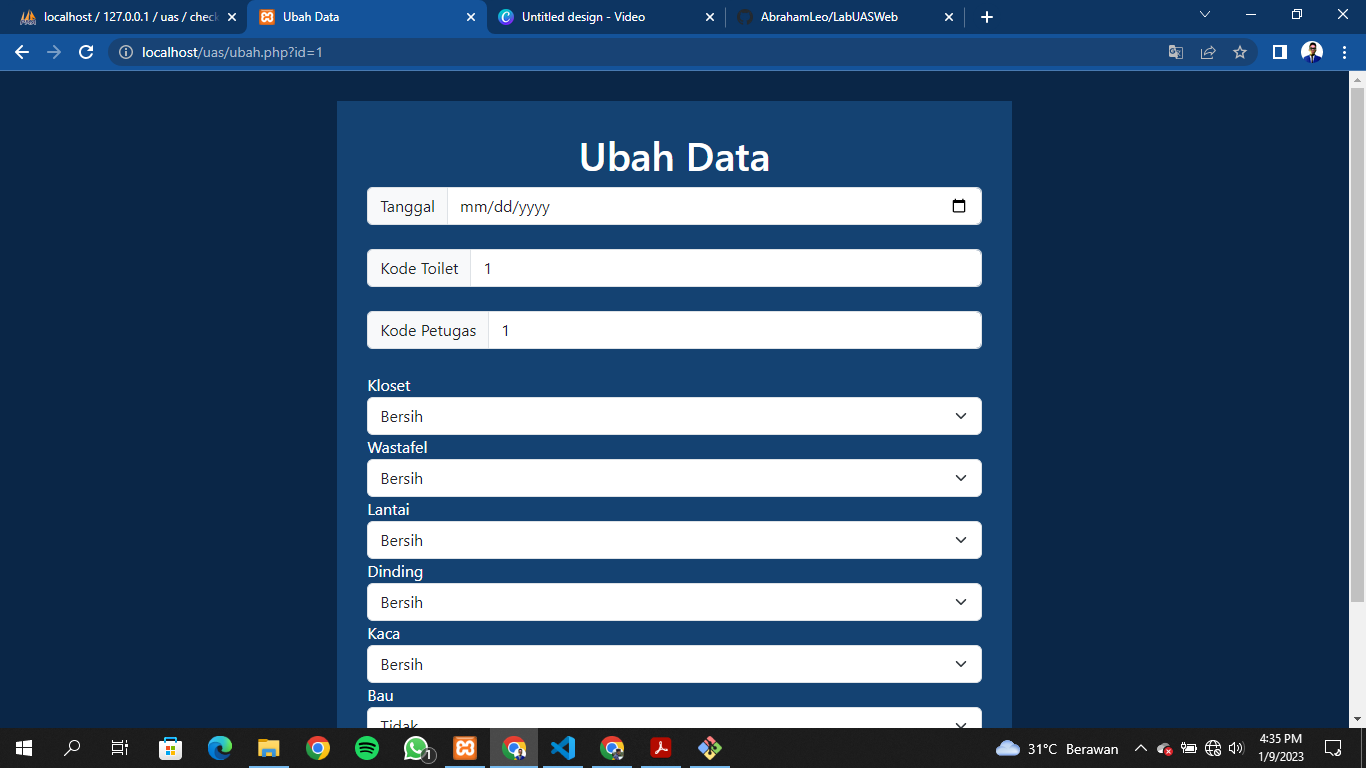 localhost / 127.0.0.1 / uas / check
Ubah Data
Untitled design - Video
AbrahamLeo/LabUASWeb
localhost/uas/ubah.php?id=1
Ubah Data
Tanggal mm/dd/yyyy
Kode Toilet 1
Kode Petugas 1
Kloset
Bersih
Wastafel
Bersih
Lantai
Bersih
Dinding
Bersih
Kaca
Bersih
Bau
Tidak
1
31°C Berawan
4:35 PM
1/9/2023